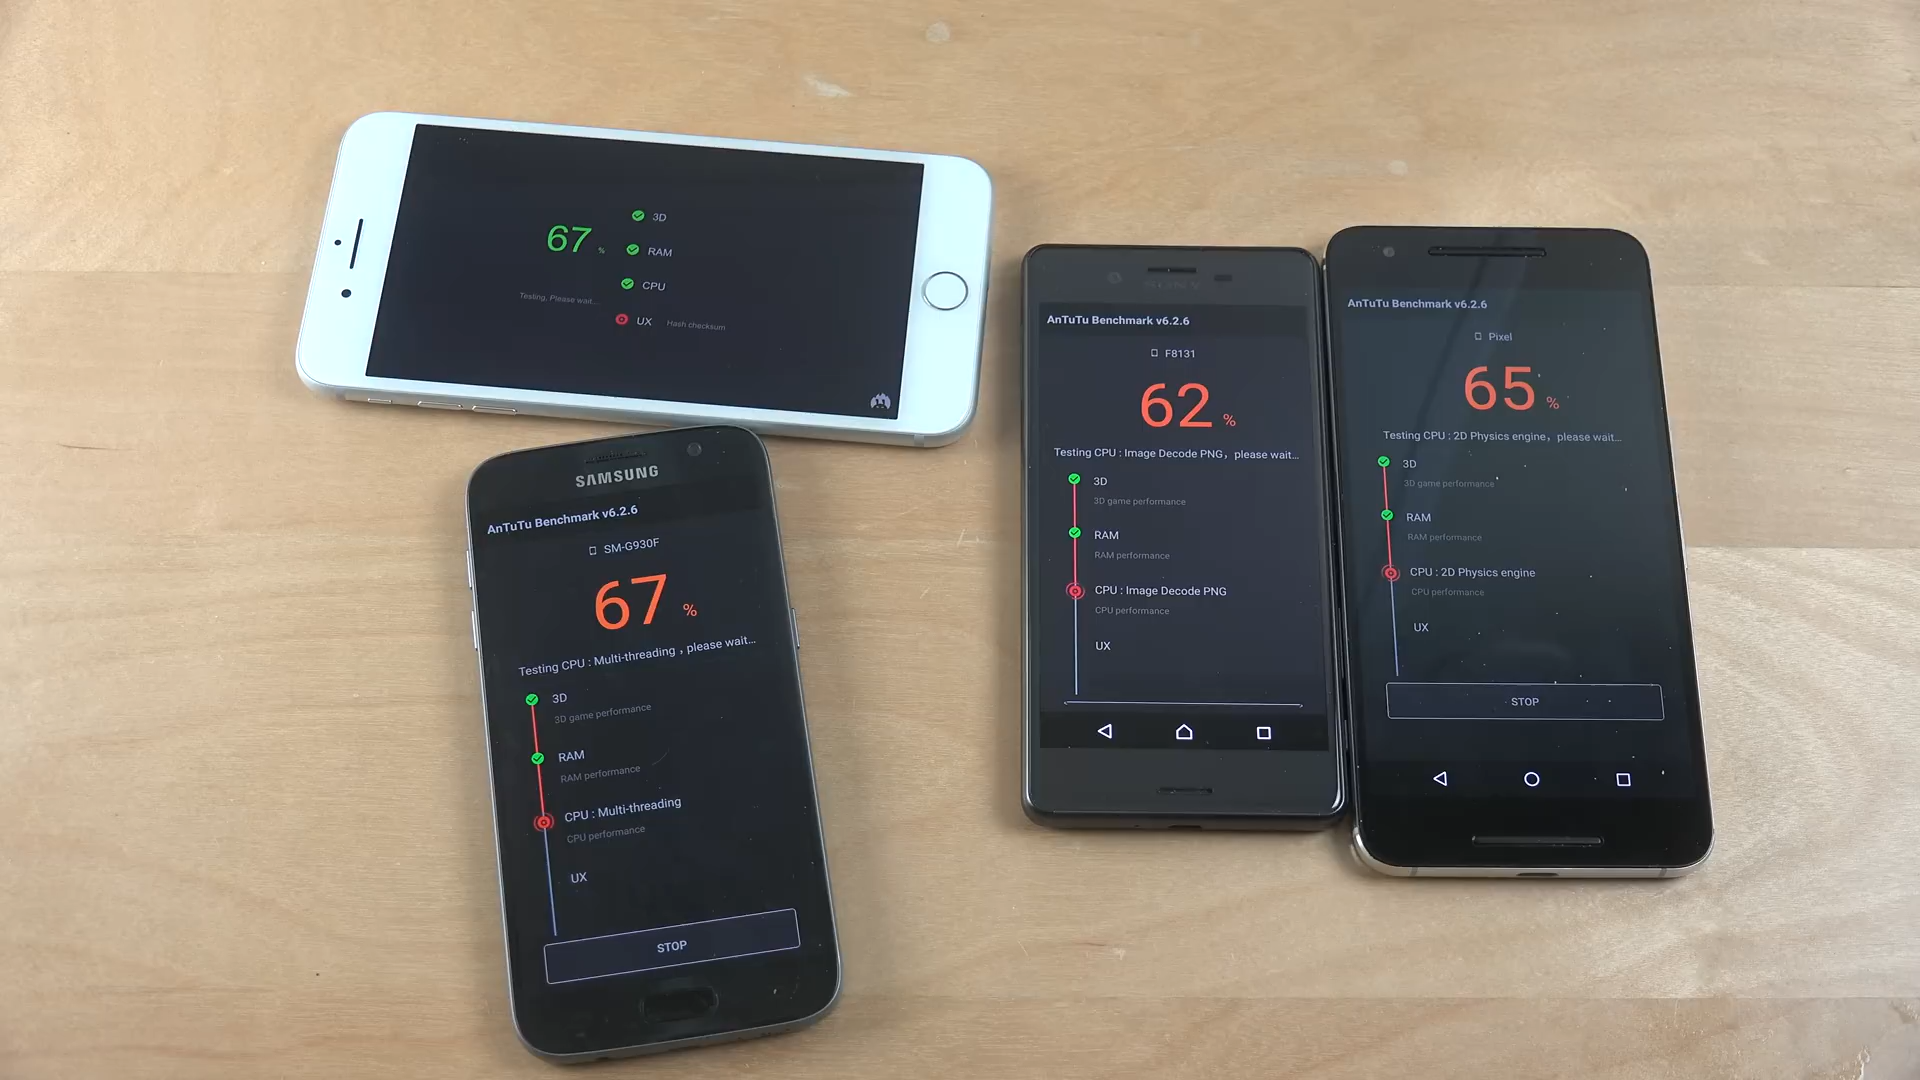 67 %
Testing, Please wait...
3D
RAM
CPU
UX Hash checksum
SAMSUNG
AnTuTu Benchmark v6.2.6
SM-G930F
67 %
Testing CPU : Multi-threading , please wait...
3D
3D game performance
RAM
RAM performance
CPU : Multi-threading
CPU performance
UX
STOP
SONY
AnTuTu Benchmark v6.2.6
F8131
62 %
Testing CPU : Image Decode PNG, please wait...
3D
3D game performance
RAM
RAM performance
CPU : Image Decode PNG
CPU performance
UX
AnTuTu Benchmark v6.2.6
Pixel
65 %
Testing CPU : 2D Physics engine, please wait...
3D
3D game performance
RAM
RAM performance
CPU : 2D Physics engine
CPU performance
UX
STOP